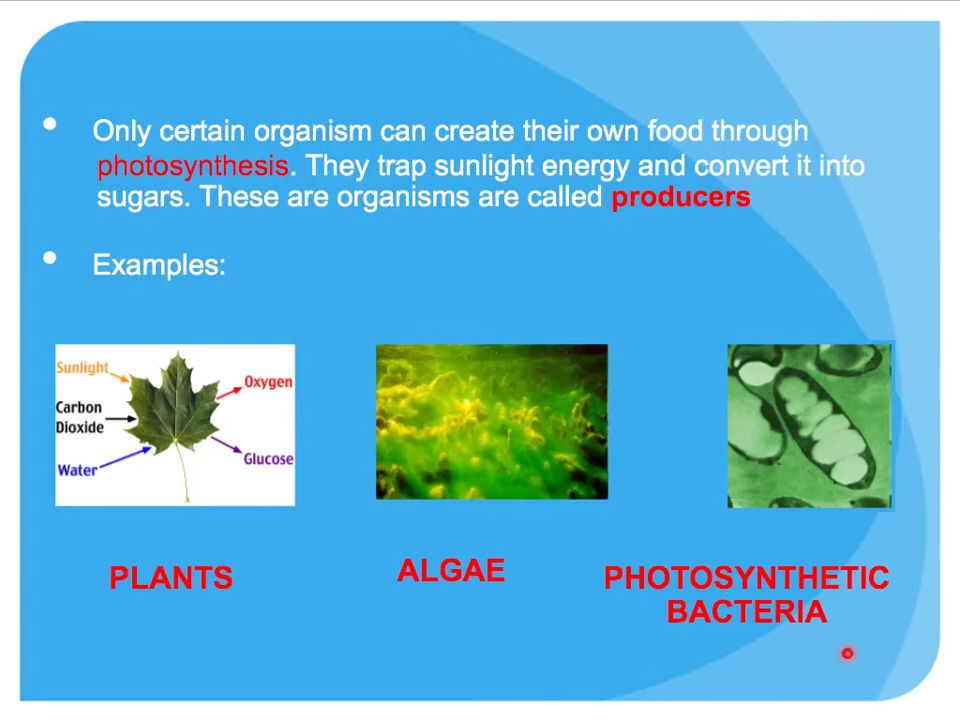 • Only certain organism can create their own food through
photosynthesis. They trap sunlight energy and convert it into
sugars. These are organisms are called producers
• Examples:
Sunlight
Oxygen
Carbon
Dioxide
Glucose
Water
PLANTS
ALGAE
PHOTOSYNTHETIC
BACTERIA